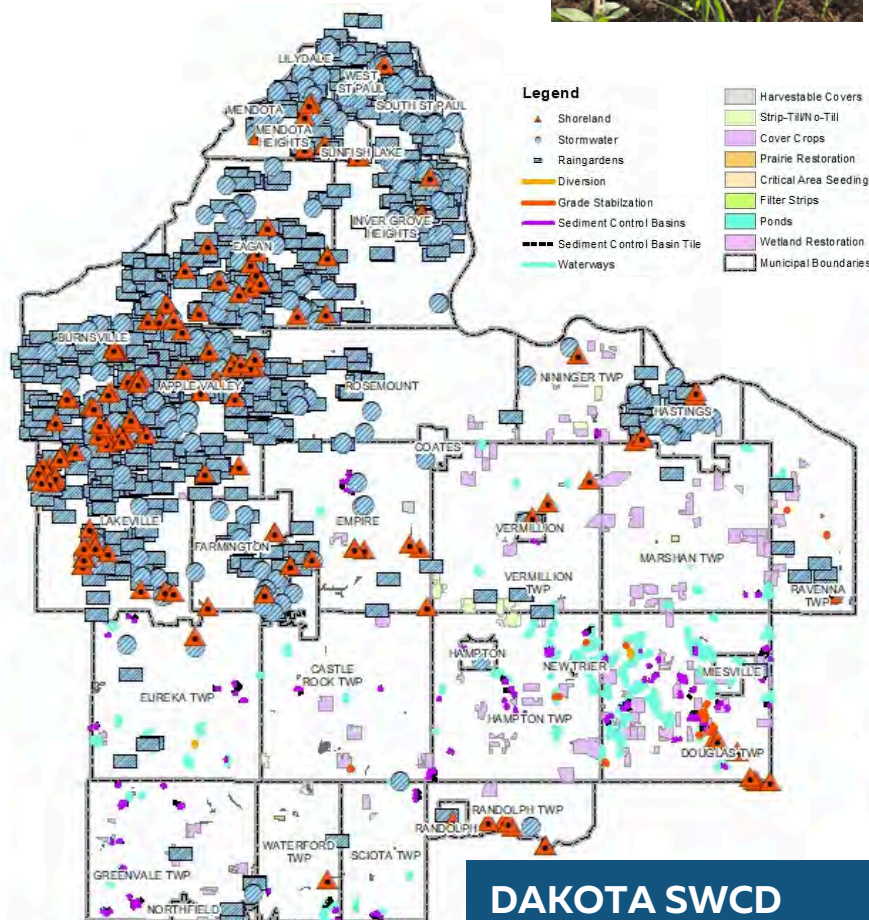 LILYDALE
WEST
ST PAUL
SOUTH ST PAUL
MENDOTA
MENDOTA
HEIGHTS
SUNFISH LAKE
INVER GROVE
HEIGHTS
EAGAN
Legend
Shoreland
Stormwater
Raingardens
Diversion
Grade Stabilzation
Sediment Control Basins
Sediment Control Basin Tile
Waterways
Harvestable Covers
Strip-Till/No-Till
Cover Crops
Prairie Restoration
Critical Area Seeding
Filter Strips
Ponds
Wetland Restoration
Municipal Boundaries
BURNSVILLE
APPLE VALLEY
ROSEMOUNT
NININGER TWP
HASTINGS
COATES
LAKEVILLE
FARMINGTON
EMPIRE
VERMILLION
VERMILLION
TWP
MARSHAN TWP
RAVENNA
TWP
EUREKA TWP
CASTLE
ROCK TWP
HAMPTON
NEW TRIER
HAMPTON TWP
MIESVILLE
DOUGLAS TWP
RANDOLPH TWP
RANDOLPH
GREENVALE TWP
WATERFORD
TWP
SCIOTA TWP
NORTHFIELD
DAKOTA SWCD